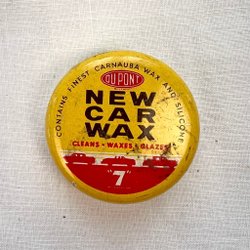 CONTAINS FINEST CARNAUBA WAX AND SILICONE
DU PONT
NEW
CAR
WAX
CLEANS - WAXES - GLAZES
"7"